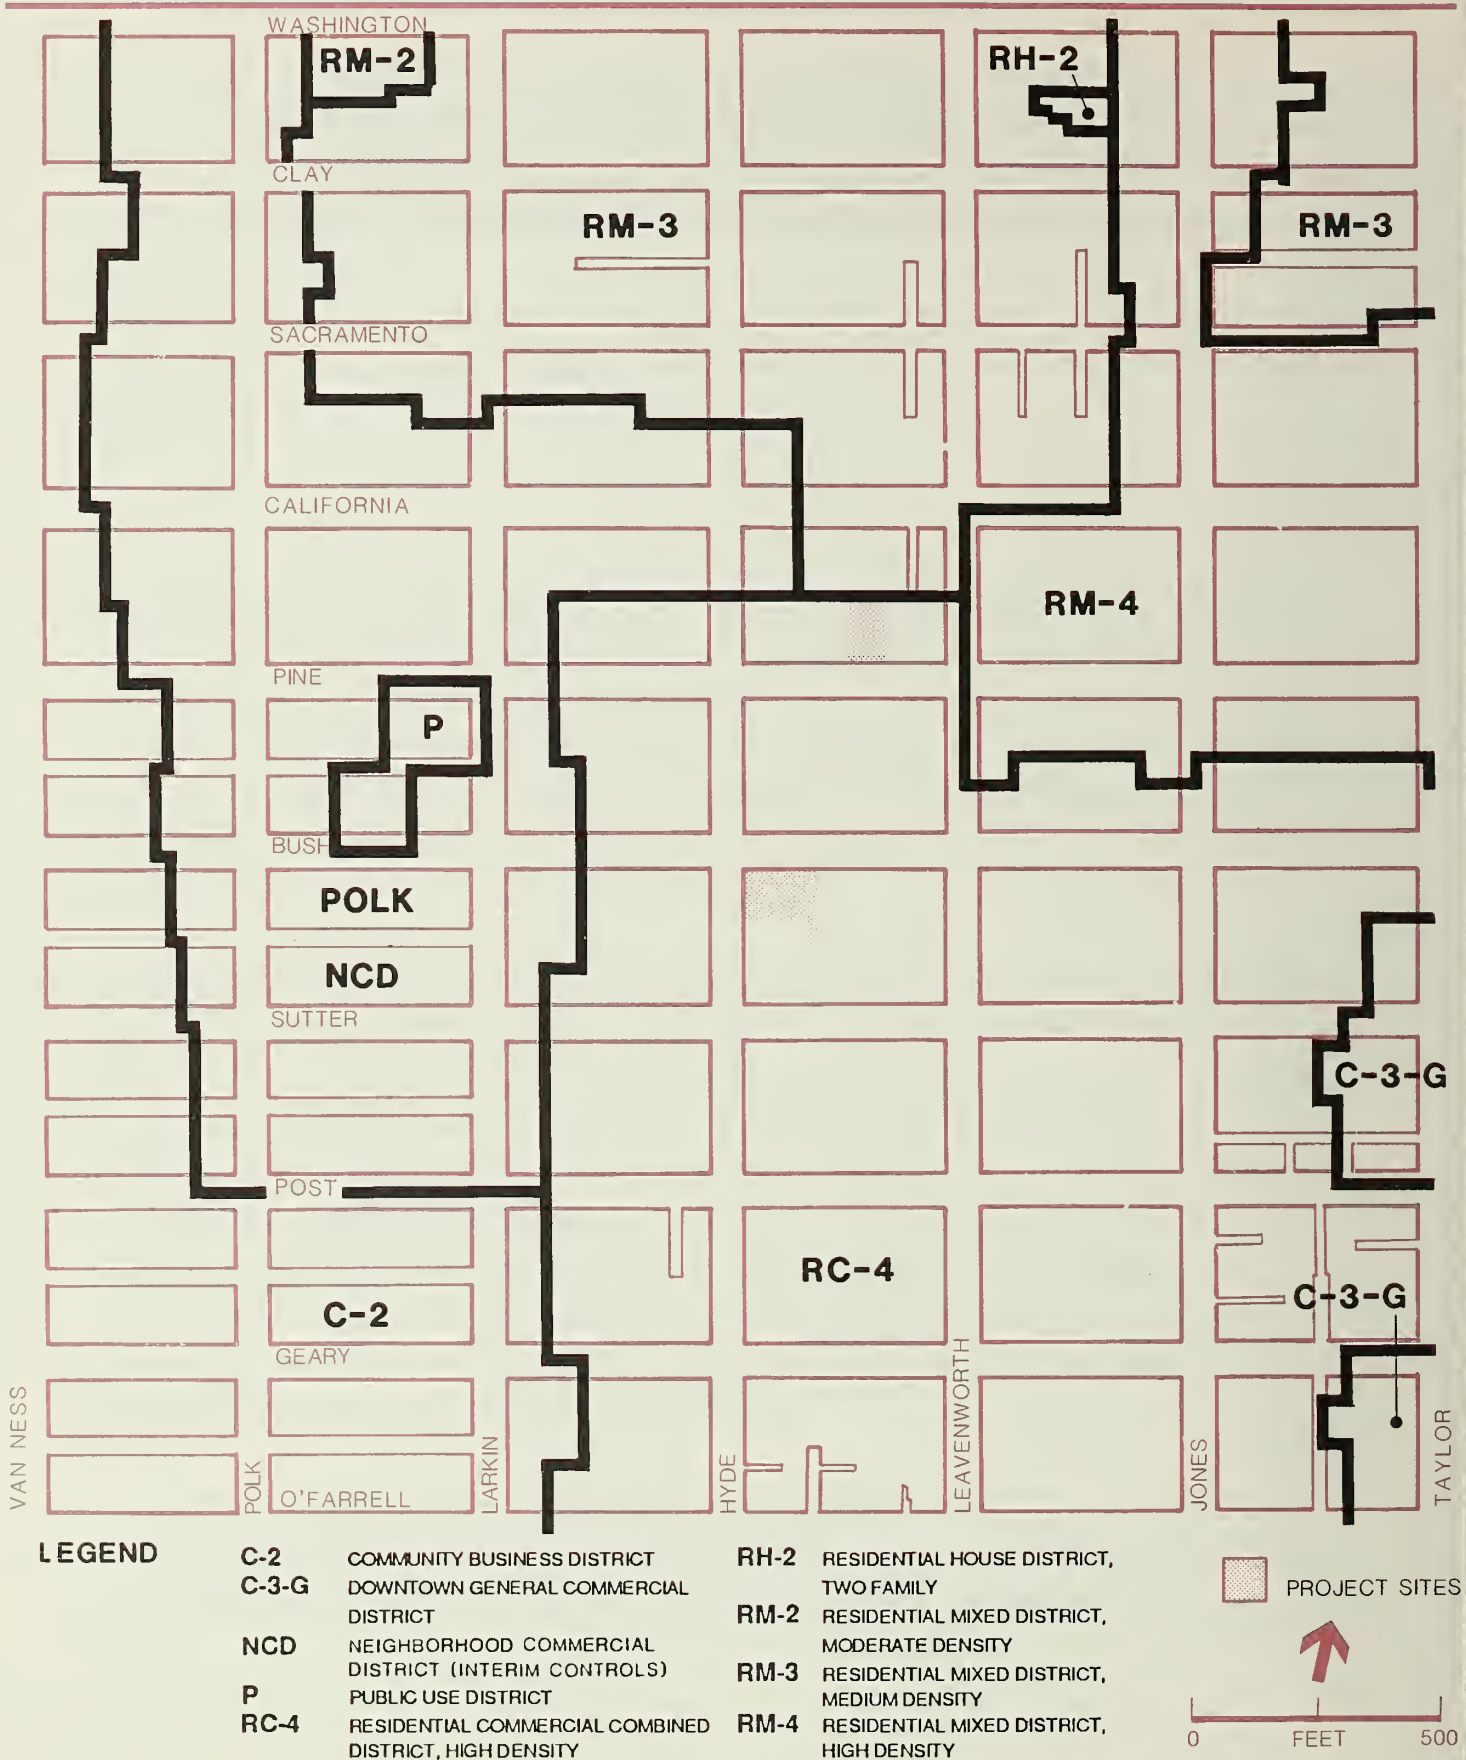 WASHINGTON
RM-2
RH-2
CLAY
RM-3
RM-3
SACRAMENTO
CALIFORNIA
RM-4
PINE
P
BUSH
POLK
NCD
SUTTER
C-3-G
POST
RC-4
C-3-G
C-2
GEARY
VAN NESS
POLK
O'FARRELL
LARKIN
HYDE
LEAVENWORTH
JONES
TAYLOR
LEGEND
C-2 COMMUNITY BUSINESS DISTRICT
C-3-G DOWNTOWN GENERAL COMMERCIAL
DISTRICT
NCD NEIGHBORHOOD COMMERCIAL
DISTRICT (INTERIM CONTROLS)
P PUBLIC USE DISTRICT
RC-4 RESIDENTIAL COMMERCIAL COMBINED
DISTRICT, HIGH DENSITY
RH-2 RESIDENTIAL HOUSE DISTRICT,
TWO FAMILY
RM-2 RESIDENTIAL MIXED DISTRICT,
MODERATE DENSITY
RM-3 RESIDENTIAL MIXED DISTRICT,
MEDIUM DENSITY
RM-4 RESIDENTIAL MIXED DISTRICT,
HIGH DENSITY
PROJECT SITES
0 FEET 500